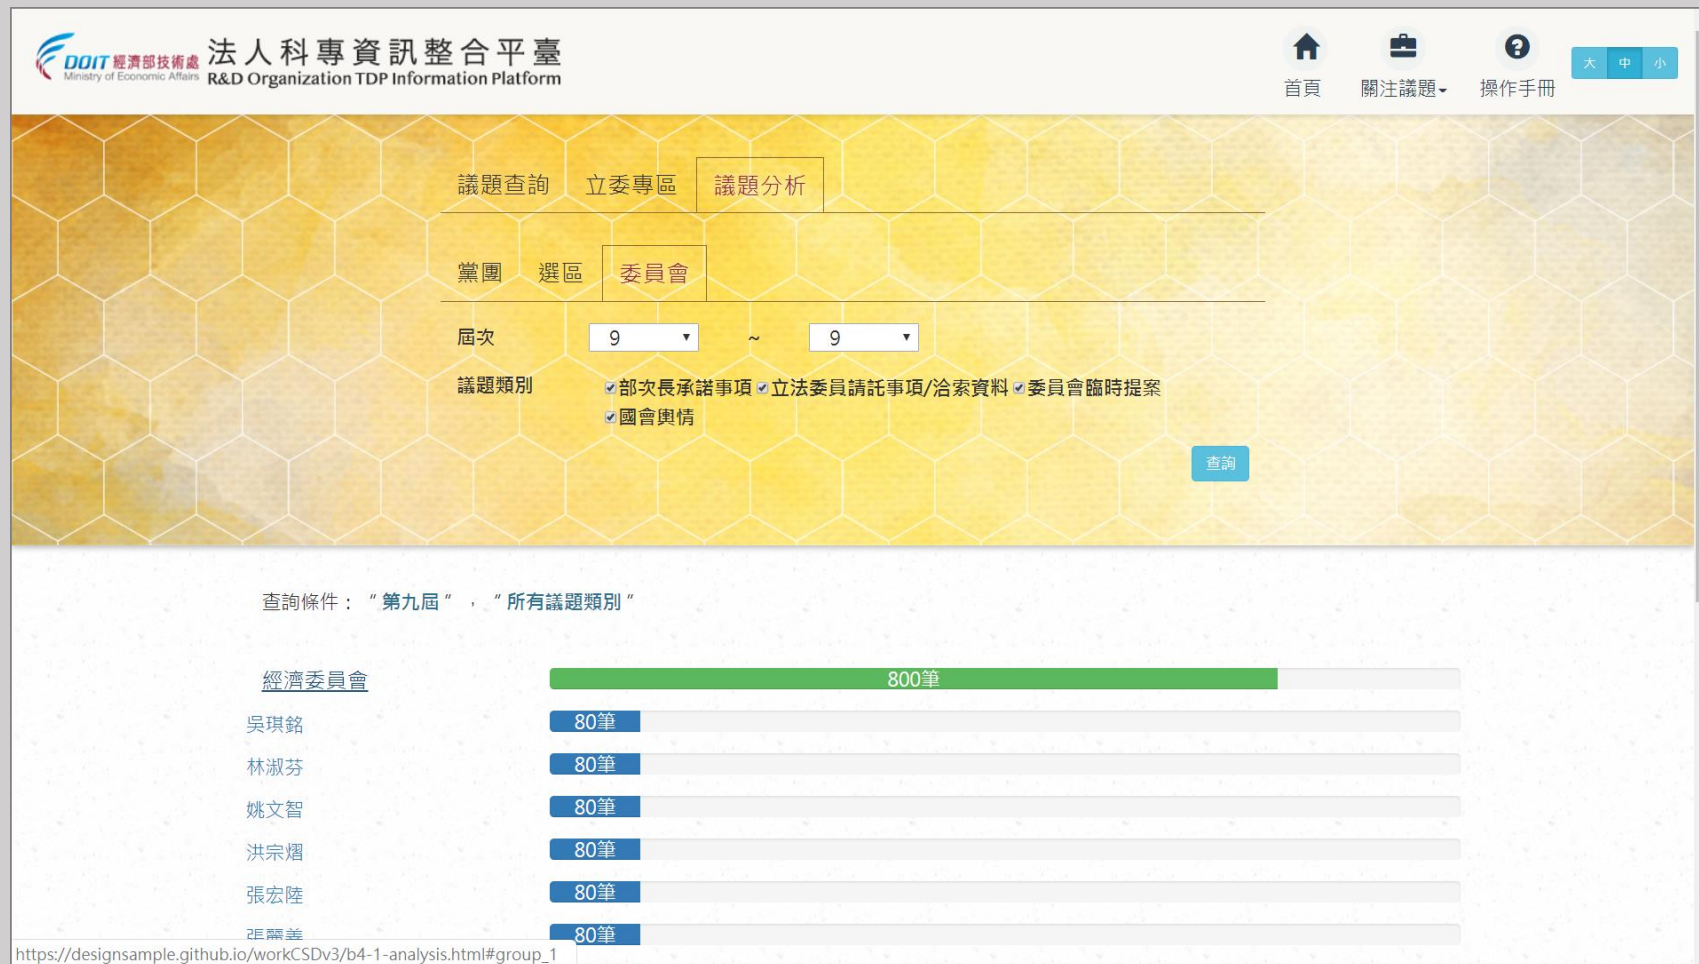 DOIT 經濟部技術處 法人科專資訊整合平臺
Ministry of Economic Affairs R&D Organization TDP Information Platform
首頁 關注議題 操作手冊 大 中 小
議題查詢 立委專區 議題分析
黨團 選區 委員會
屆次 9 ~ 9
議題類別 部次長承諾事項 立法委員請託事項/洽索資料 委員會臨時提案
國會輿情
查詢
查詢條件： “第九屆” ， “所有議題類別”
經濟委員會 800筆
吳琪銘 80筆
林淑芬 80筆
姚文智 80筆
洪宗熠 80筆
張宏陸 80筆
張麗善 80筆
https://designsample.github.io/workCSDv3/b4-1-analysis.html#group_1